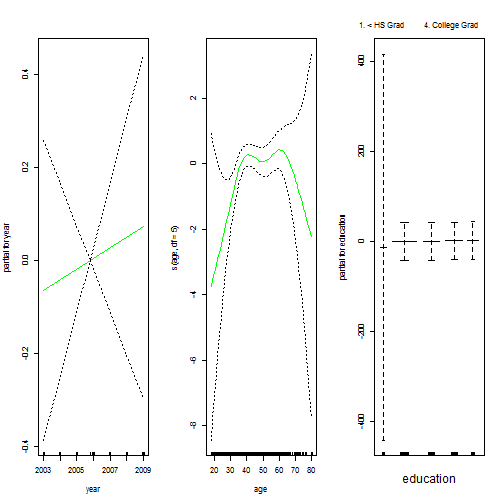 1. < HS Grad 4. College Grad
partial for year
0.4
0.2
0.0
-0.2
-0.4
2003 2005 2007 2009
year
s(age, df = 5)
2
0
-2
-4
-6
-8
20 30 40 50 60 70 80
age
partial for education
400
200
0
-200
-400
education